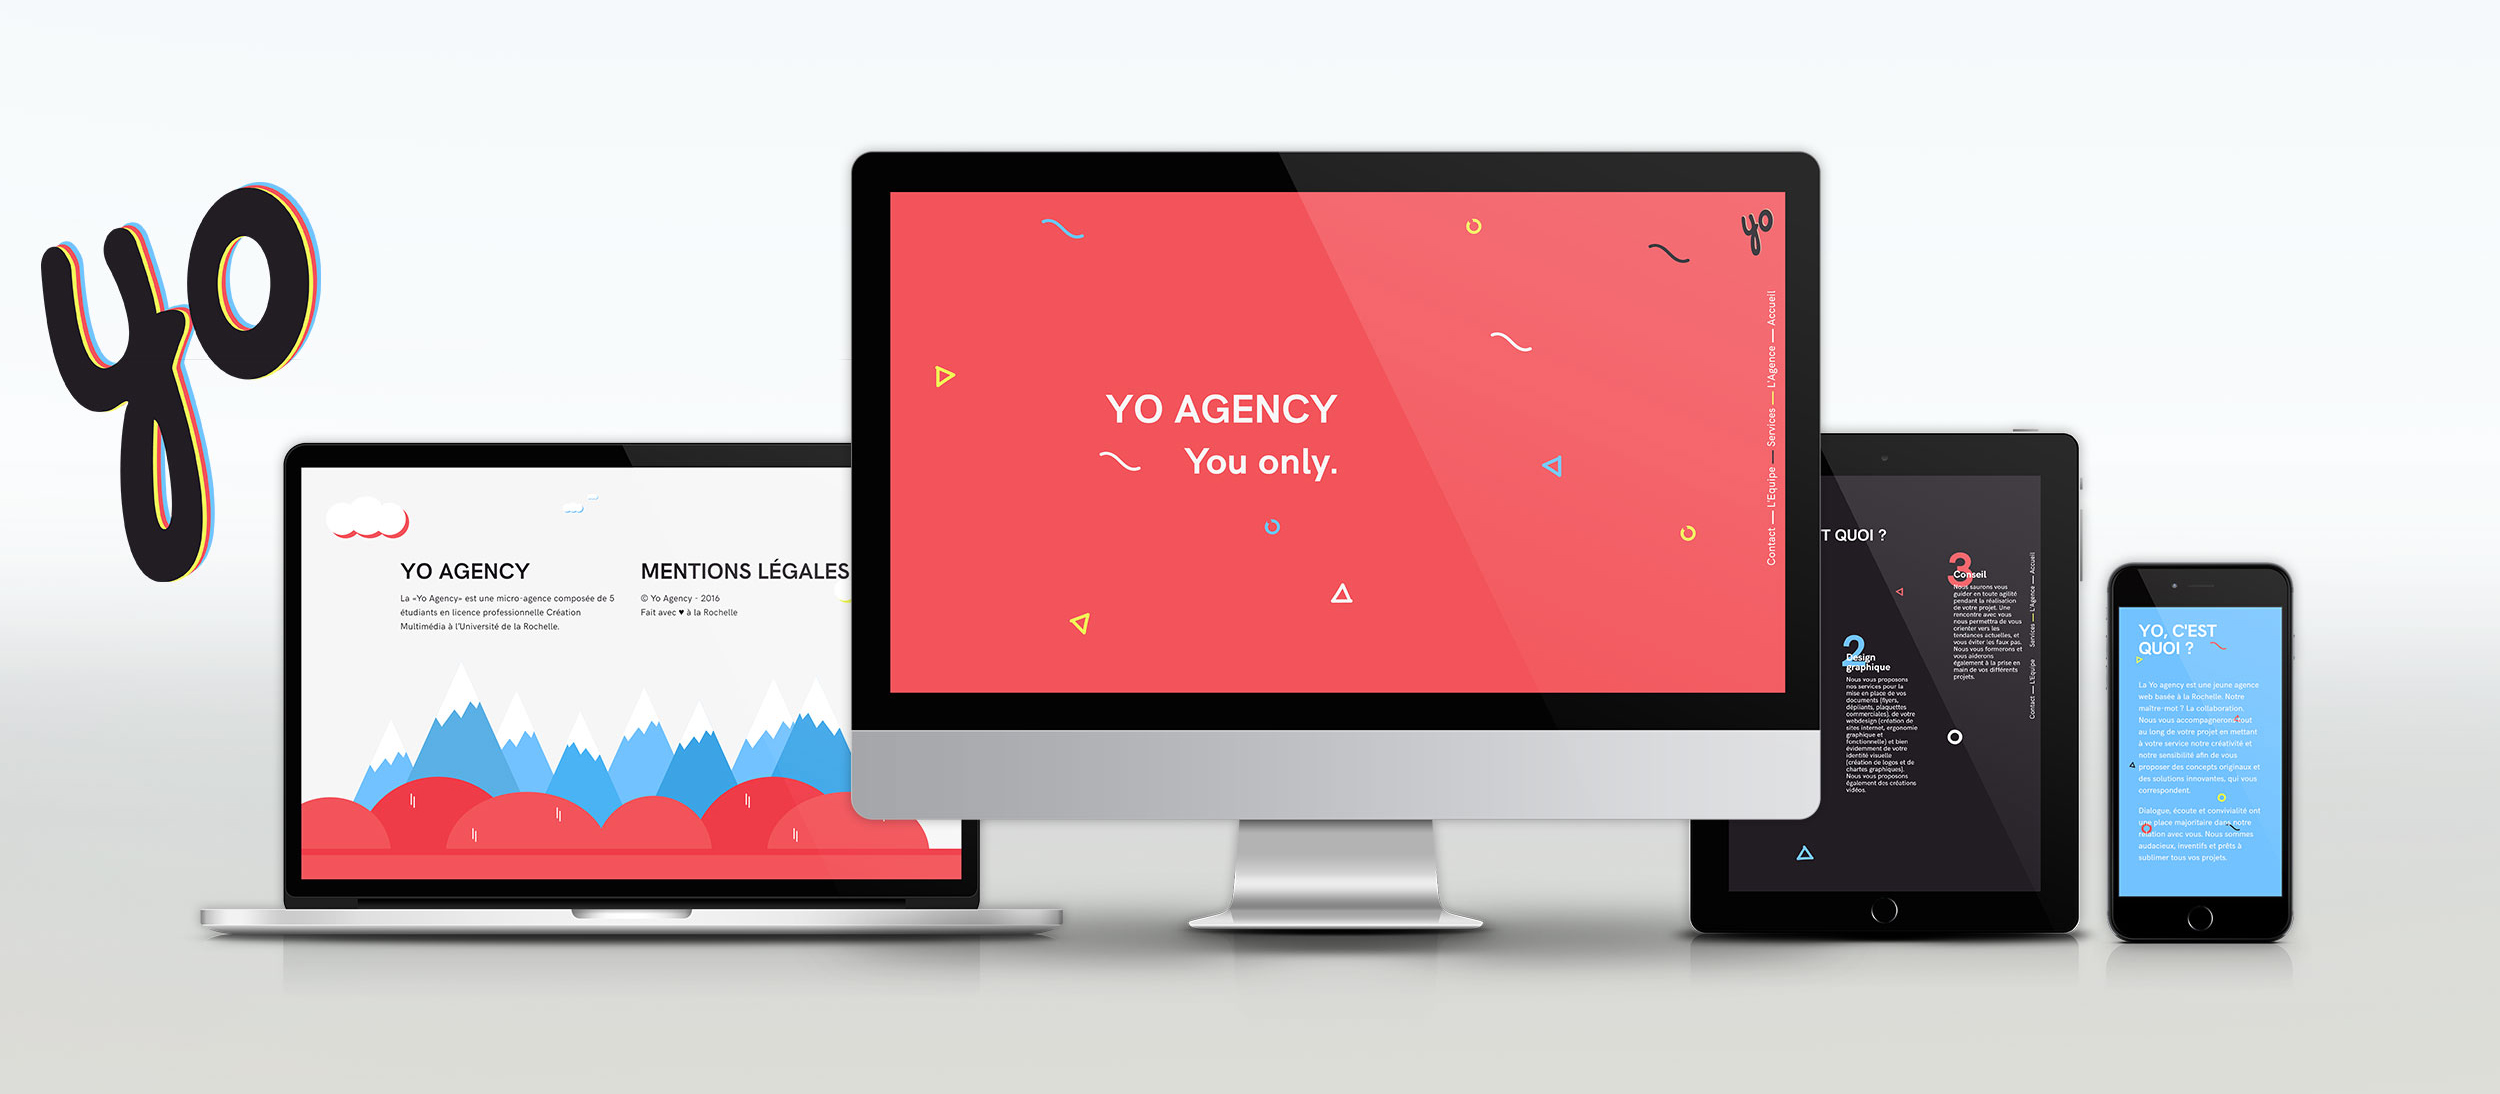 yo
YO AGENCY
La «Yo Agency» est une micro-agence composée de 5
étudiants en licence professionnelle Création
Multimédia à l'Université de la Rochelle.
MENTIONS LÉGALES
© Yo Agency - 2016
Fait avec ♥ à la Rochelle
YO AGENCY
You only.
yo
Contact — L'Equipe — Services — L'Agence — Accueil
T QUOI ?
2
Design
graphique
Nous vous proposons
nos services pour la
mise en place de vos
documents (flyers,
dépliants, plaquettes
commerciales), de votre
webdesign (création de
sites internet, ergonomie
graphique et
fonctionnelle) et bien
évidemment de votre
identité visuelle
(création de logos et de
chartes graphiques).
Nous vous proposons
également des créations
vidéos.
3
Conseil
Nous saurons vous
guider en toute agilité
pendant la réalisation
de votre projet. Une
rencontre avec vous
nous permettra de vous
orienter vers les
tendances actuelles, et
vous éviter les faux pas.
Nous vous formerons et
vous aiderons
également à la prise en
main de vos différents
projets.
Contact — L'Equipe Services — L'Agence — Accueil
YO, C'EST
QUOI ?
La Yo agency est une jeune agence
web basée à la Rochelle. Notre
maître-mot ? La collaboration.
Nous vous accompagnerons tout
au long de votre projet en mettant
à votre service notre créativité et
notre sensibilité afin de vous
proposer des concepts originaux et
des solutions innovantes, qui vous
correspondent.
Dialogue, écoute et convivialité ont
une place majoritaire dans notre
relation avec vous. Nous sommes
audacieux, inventifs et prêts à
sublimer tous vos projets.